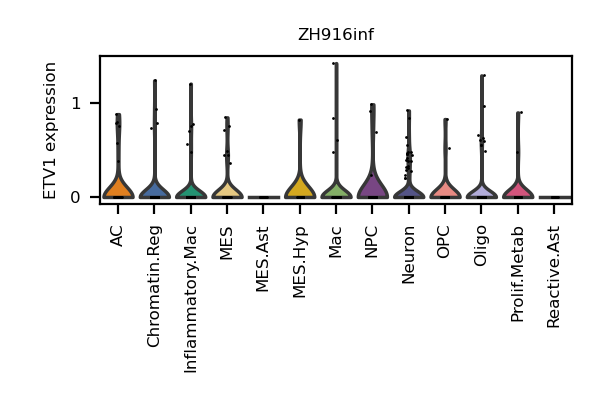 ZH916inf
ETV1 expression
1
0
AC
Chromatin.Reg
Inflammatory.Mac
MES
MES.Ast
MES.Hyp
Mac
NPC
Neuron
OPC
Oligo
Prolif.Metab
Reactive.Ast